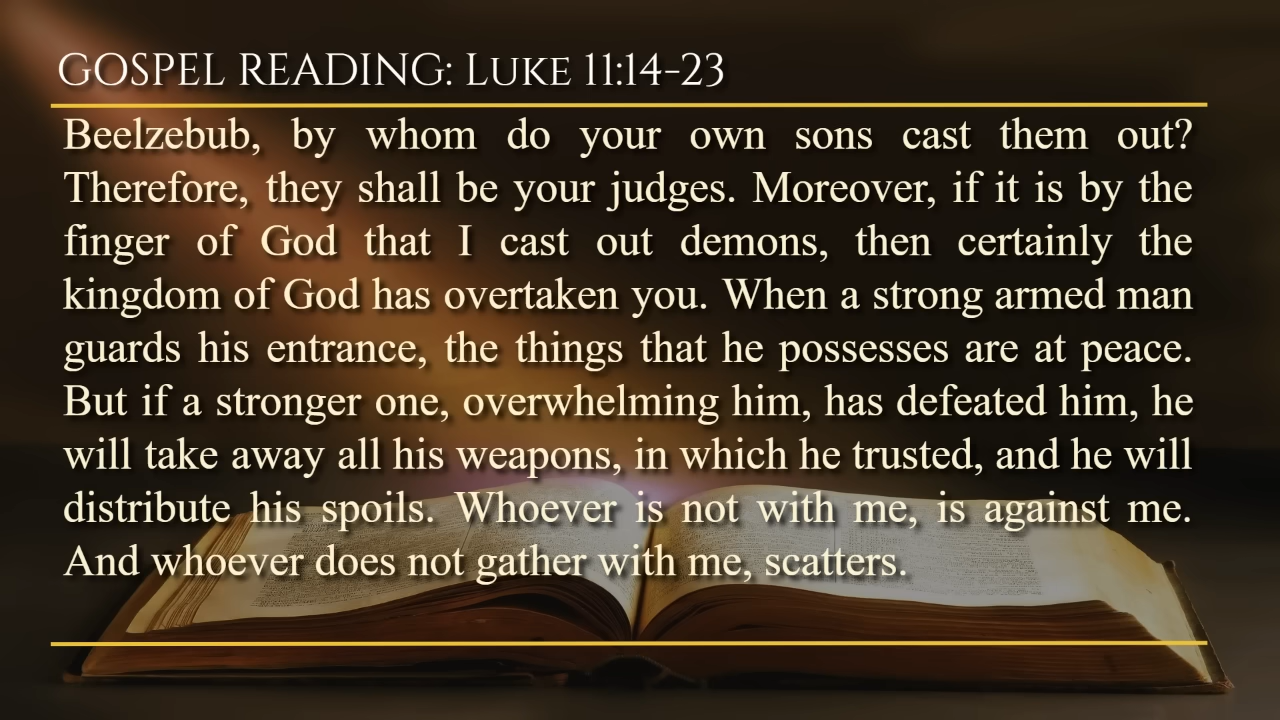 GOSPEL READING: LUKE 11:14-23
Beelzebub, by whom do your own sons cast them out?
Therefore, they shall be your judges. Moreover, if it is by the
finger of God that I cast out demons, then certainly the
kingdom of God has overtaken you. When a strong armed man
guards his entrance, the things that he possesses are at peace.
But if a stronger one, overwhelming him, has defeated him, he
will take away all his weapons, in which he trusted, and he will
distribute his spoils. Whoever is not with me, is against me.
And whoever does not gather with me, scatters.